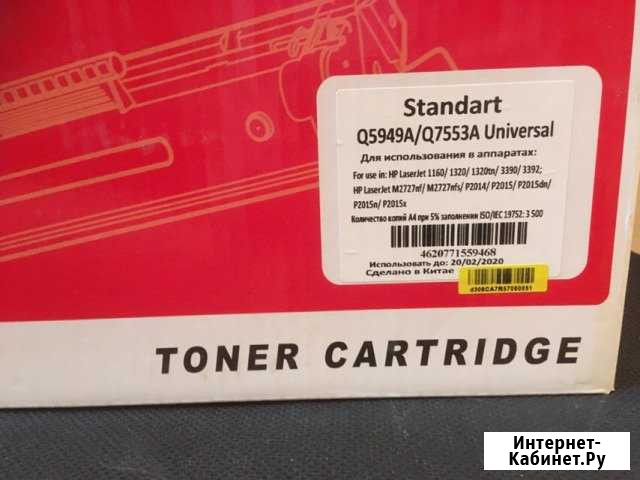 Standart
Q5949A/Q7553A Universal
Для использования в аппаратах:
For use in: HP LaserJet 1160/ 1320/ 1320tn/ 3390/ 3392;
HP LaserJet M2727nf/ M2727nfs/ P2014/ P2015/ P2015dn/
P2015n/ P2015x
Количество копий А4 при 5% заполнении ISO/IEC 19752: 3 500
4620771559468
Использовать до: 20/02/2020
Сделано в Китае
TONER CARTRIDGE
Интернет-
Кабинет.Ру